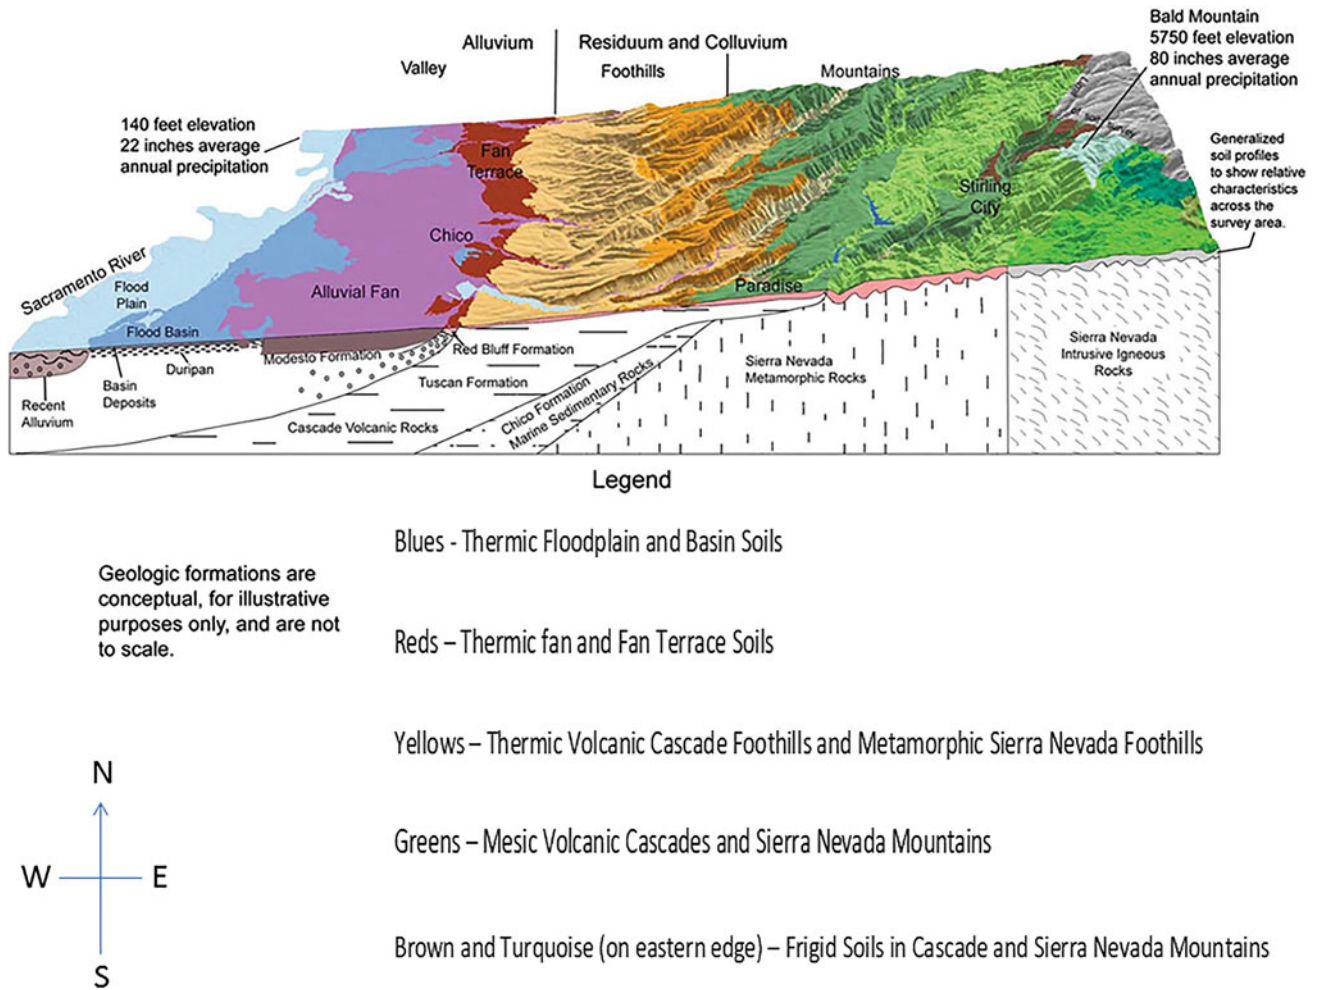 Bald Mountain
5750 feet elevation
80 inches average
annual precipitation
Alluvium
Residuum and Colluvium
Valley
Foothills
Mountains
140 feet elevation
22 inches average
annual precipitation
Generalized
soil profiles
to show relative
characteristics
across the
survey area.
Fan
Terrace
Stirling
City
Chico
Sacramento River
Flood
Plain
Alluvial Fan
Paradise
Flood Basin
Modesto Formation
Red Bluff Formation
Duripan
Basin
Deposits
Recent
Alluvium
Tuscan Formation
Cascade Volcanic Rocks
Chico Formation
Marine Sedimentary Rocks
Sierra Nevada
Metamorphic Rocks
Sierra Nevada
Intrusive Igneous
Rocks
Legend
Blues - Thermic Floodplain and Basin Soils
Geologic formations are
conceptual, for illustrative
purposes only, and are not
to scale.
Reds – Thermic fan and Fan Terrace Soils
Yellows – Thermic Volcanic Cascade Foothills and Metamorphic Sierra Nevada Foothills
Greens – Mesic Volcanic Cascades and Sierra Nevada Mountains
Brown and Turquoise (on eastern edge) – Frigid Soils in Cascade and Sierra Nevada Mountains
N
W
E
S